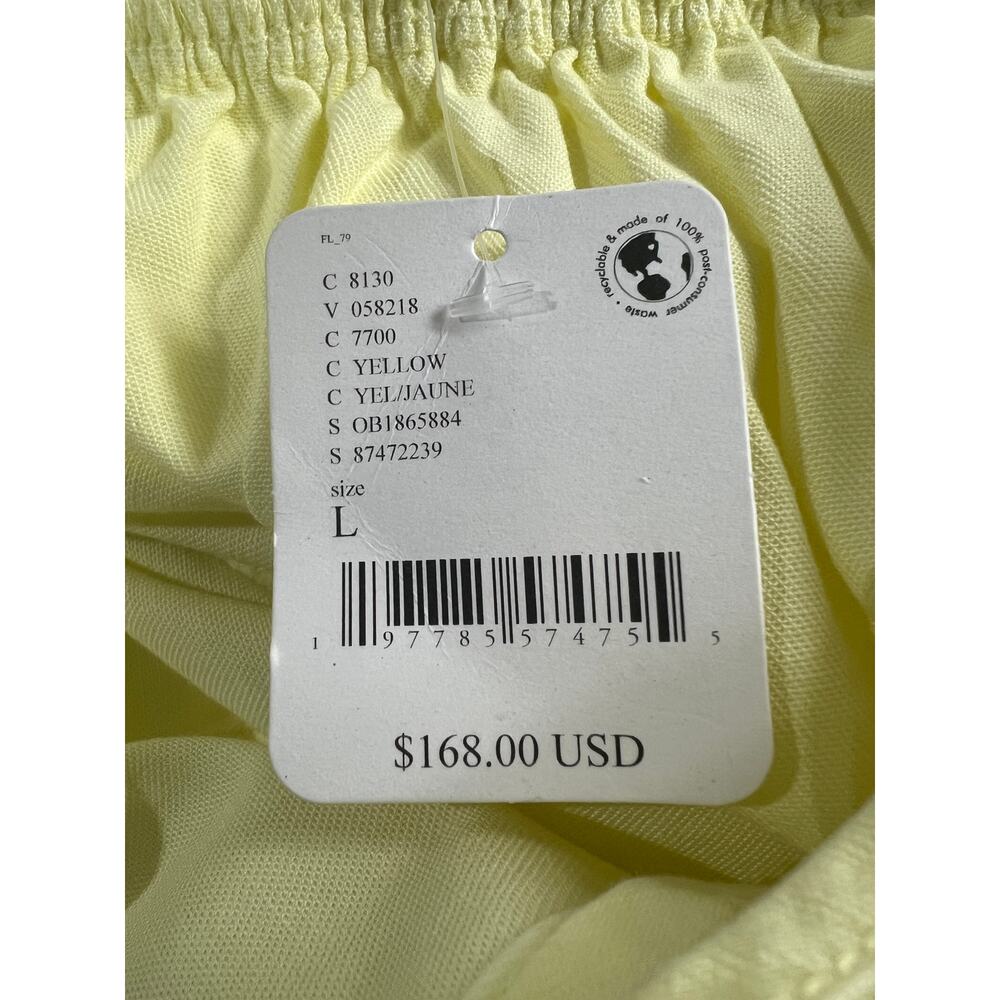 FL_79
recyclable & made of 100% post-consumer waste •
C 8130
V 058218
C 7700
C YELLOW
C YEL/JAUNE
S OB1865884
S 87472239
size
L
1 97785 57475 5
$168.00 USD